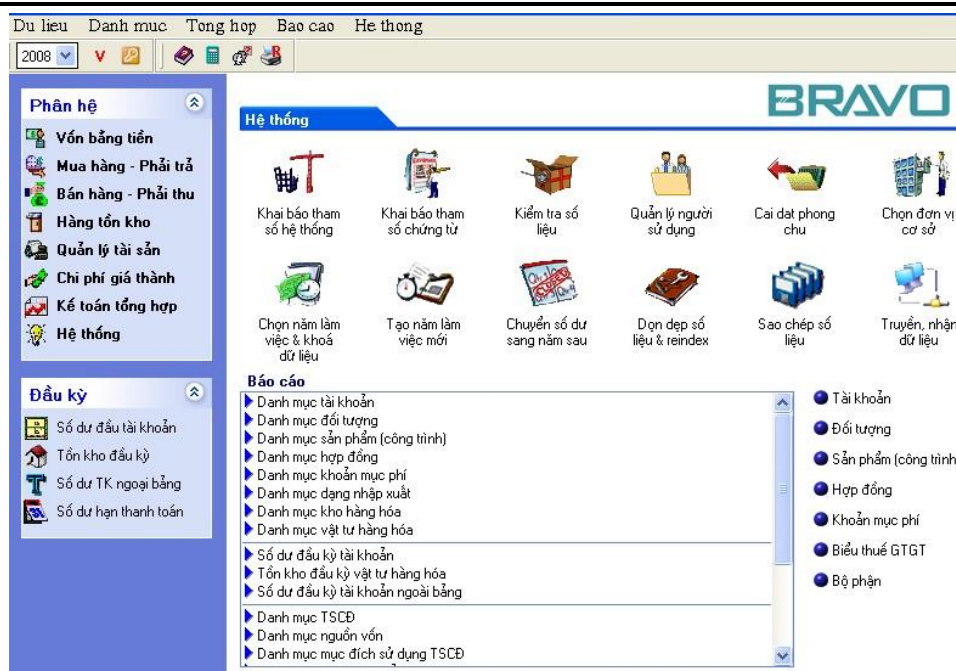 Du lieu Danh muc Tong hop Bao cao He thong
2008 V
BRAVO
Phân hệ
Vốn bằng tiền
Mua hàng - Phải trả
Bán hàng - Phải thu
Hàng tồn kho
Quản lý tài sản
Chi phí giá thành
Kế toán tổng hợp
Hệ thống
Đầu kỳ
Số dư đầu tài khoản
Tồn kho đầu kỳ
Số dư TK ngoại bảng
Số dư hạn thanh toán
Hệ thống
Khai báo tham
số hệ thống
Khai báo tham
số chứng từ
Kiểm tra số
liệu
Quản lý người
sử dụng
Cai dat phong
chu
Chọn đơn vị
cơ sở
Chọn năm làm
việc & khoá
dữ liệu
Tạo năm làm
việc mới
Chuyển số dư
sang năm sau
Dọn dẹp số
liệu & reindex
Sao chép số
liệu
Truyền, nhận
dữ liệu
Báo cáo
Danh mục tài khoản
Danh mục đối tượng
Danh mục sản phẩm (công trình)
Danh mục hợp đồng
Danh mục khoản mục phí
Danh mục dạng nhập xuất
Danh mục kho hàng hóa
Danh mục vật tư hàng hóa
Số dư đầu kỳ tài khoản
Tồn kho đầu kỳ vật tư hàng hóa
Số dư đầu kỳ tài khoản ngoài bảng
Danh mục TSCĐ
Danh mục nguồn vốn
Danh mục mục đích sử dụng TSCĐ
Tài khoản
Đối tượng
Sản phẩm (công trình
Hợp đồng
Khoản mục phí
Biểu thuế GTGT
Bộ phận